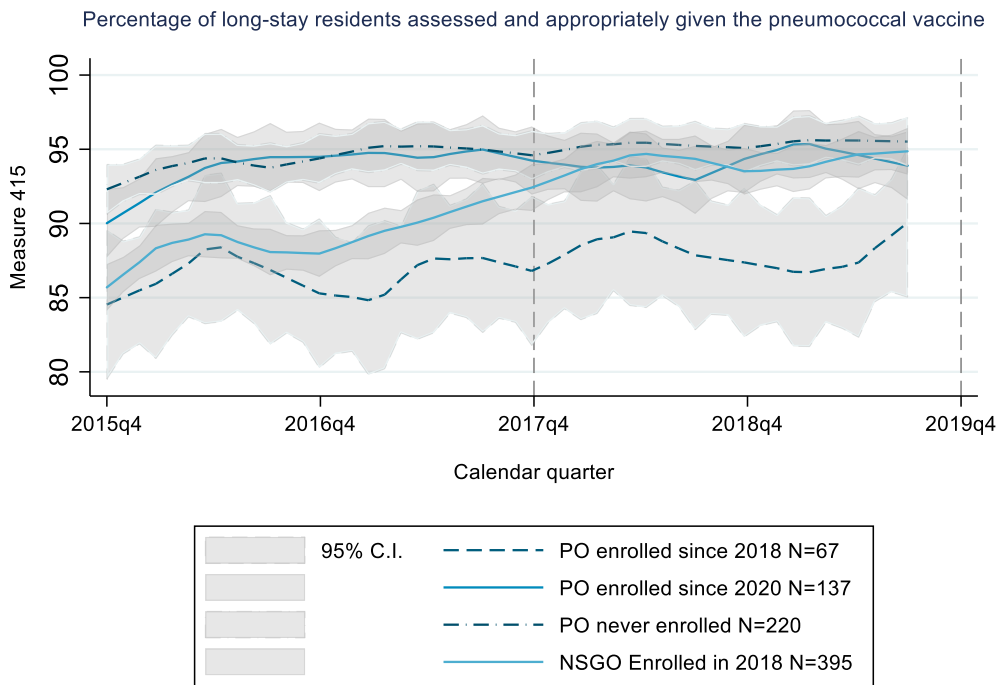 Percentage of long-stay residents assessed and appropriately given the pneumococcal vaccine
Measure 415
100
95
90
85
80
2015q4 2016q4 2017q4 2018q4 2019q4
Calendar quarter
95% C.I. PO enrolled since 2018 N=67
PO enrolled since 2020 N=137
PO never enrolled N=220
NSGO Enrolled in 2018 N=395